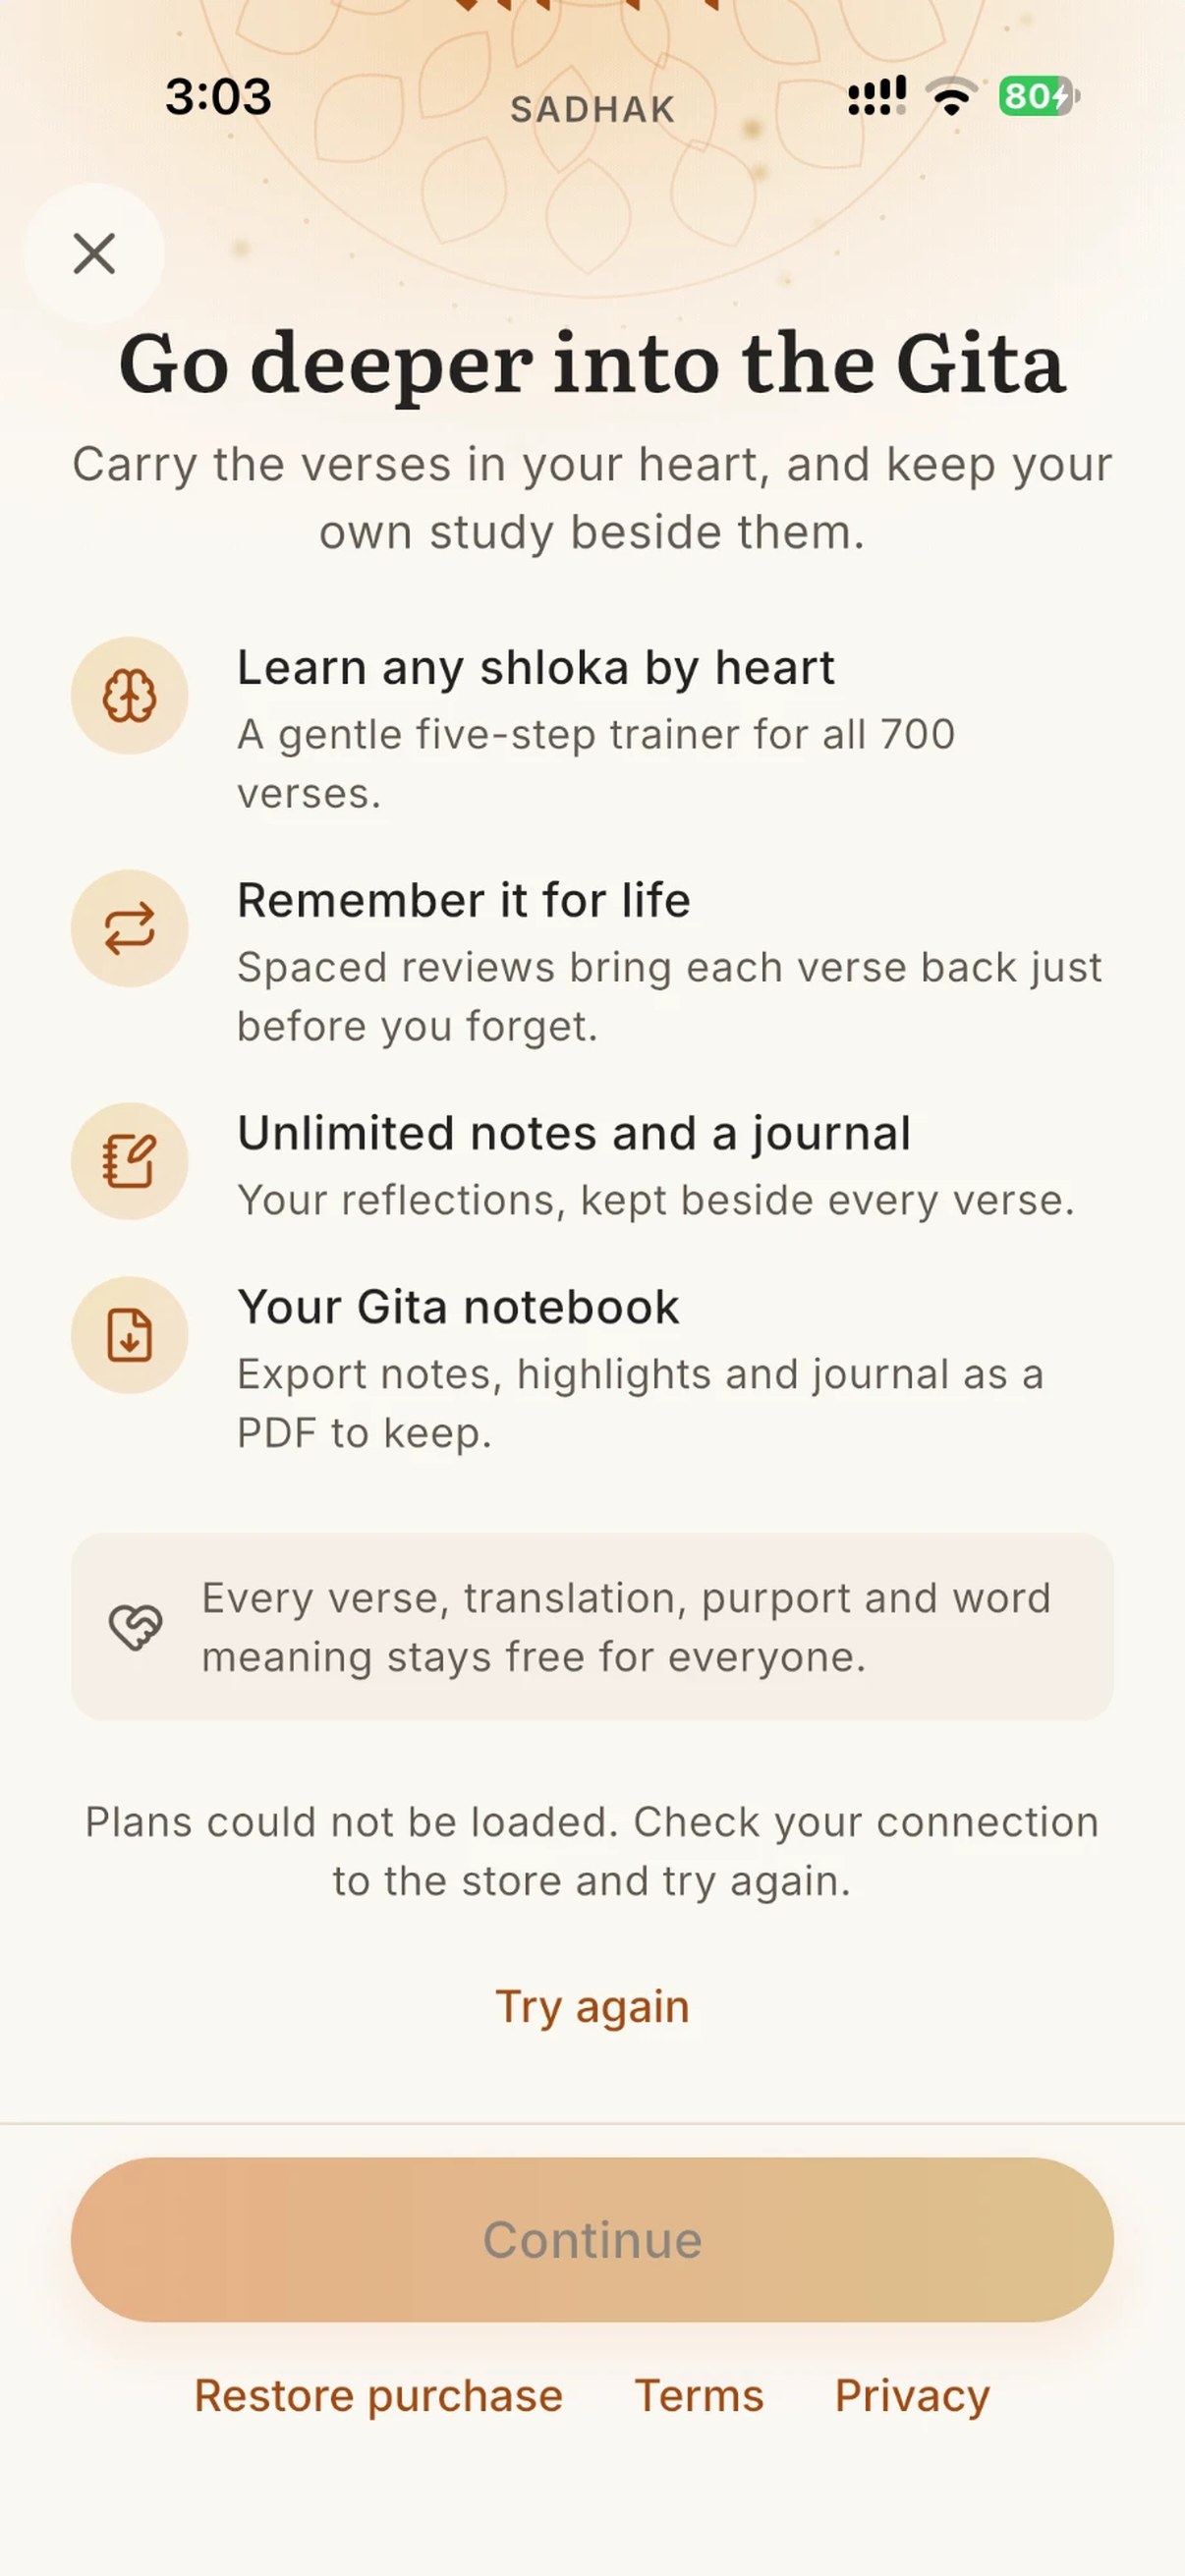 3:03
SADHAK
80
Go deeper into the Gita
Carry the verses in your heart, and keep your
own study beside them.
Learn any shloka by heart
A gentle five-step trainer for all 700
verses.
Remember it for life
Spaced reviews bring each verse back just
before you forget.
Unlimited notes and a journal
Your reflections, kept beside every verse.
Your Gita notebook
Export notes, highlights and journal as a
PDF to keep.
Every verse, translation, purport and word
meaning stays free for everyone.
Plans could not be loaded. Check your connection
to the store and try again.
Try again
Continue
Restore purchase Terms Privacy